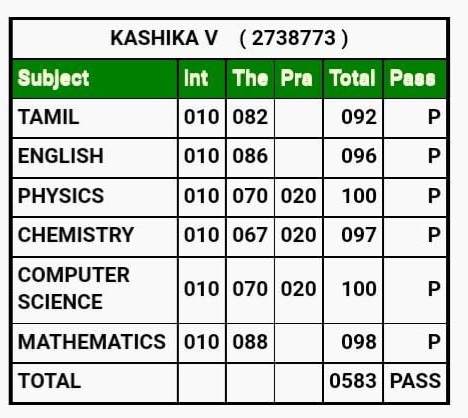 KASHIKA V ( 2738773 )
Subject Int The Pra Total Pass
TAMIL 010 082 092 P
ENGLISH 010 086 096 P
PHYSICS 010 070 020 100 P
CHEMISTRY 010 067 020 097 P
COMPUTER
SCIENCE 010 070 020 100 P
MATHEMATICS 010 088 098 P
TOTAL 0583 PASS